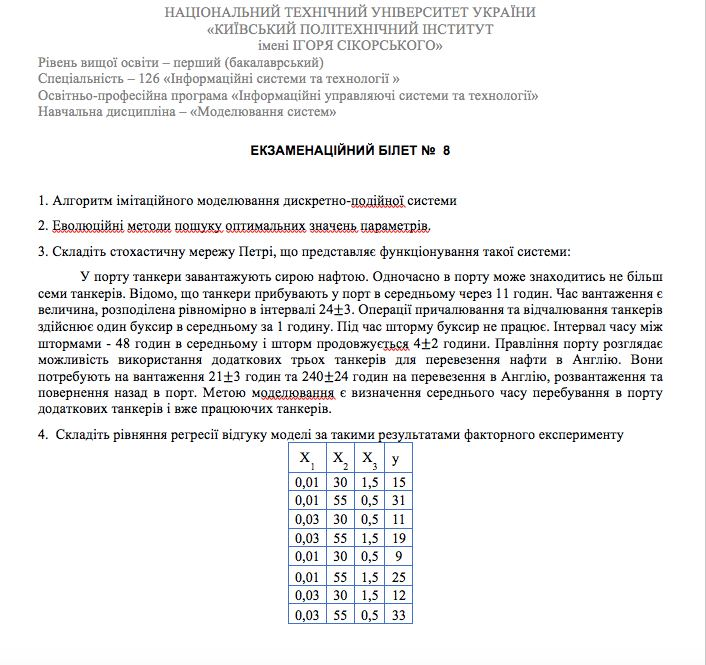 НАЦІОНАЛЬНИЙ ТЕХНІЧНИЙ УНІВЕРСИТЕТ УКРАЇНИ
«КИЇВСЬКИЙ ПОЛІТЕХНІЧНИЙ ІНСТИТУТ
імені ІГОРЯ СІКОРСЬКОГО»
Рівень вищої освіти – перший (бакалаврський)
Спеціальність – 126 «Інформаційні системи та технології »
Освітньо-професійна програма «Інформаційні управляючі системи та технології»
Навчальна дисципліна – «Моделювання систем»
ЕКЗАМЕНАЦІЙНИЙ БІЛЕТ № 8
1. Алгоритм імітаційного моделювання дискретно-подійної системи
2. Еволюційні методи пошуку оптимальних значень параметрів.
3. Складіть стохастичну мережу Петрі, що представляє функціонування такої системи:
У порту танкери завантажують сирою нафтою. Одночасно в порту може знаходитись не більш
семи танкерів. Відомо, що танкери прибувають у порт в середньому через 11 годин. Час вантаження є
величина, розподілена рівномірно в інтервалі 24±3. Операції причалювання та відчалювання танкерів
здійснює один буксир в середньому за 1 годину. Під час шторму буксир не працює. Інтервал часу між
штормами - 48 годин в середньому і шторм продовжується 4±2 години. Правління порту розглядає
можливість використання додаткових трьох танкерів для перевезення нафти в Англію. Вони
потребують на вантаження 21±3 годин та 240±24 годин на перевезення в Англію, розвантаження та
повернення назад в порт. Метою моделювання є визначення середнього часу перебування в порту
додаткових танкерів і вже працюючих танкерів.
4. Складіть рівняння регресії відгуку моделі за такими результатами факторного експерименту
X1 X2 X3 y
0,01 30 1,5 15
0,01 55 0,5 31
0,03 30 0,5 11
0,03 55 1,5 19
0,01 30 0,5 9
0,01 55 1,5 25
0,03 30 1,5 12
0,03 55 0,5 33